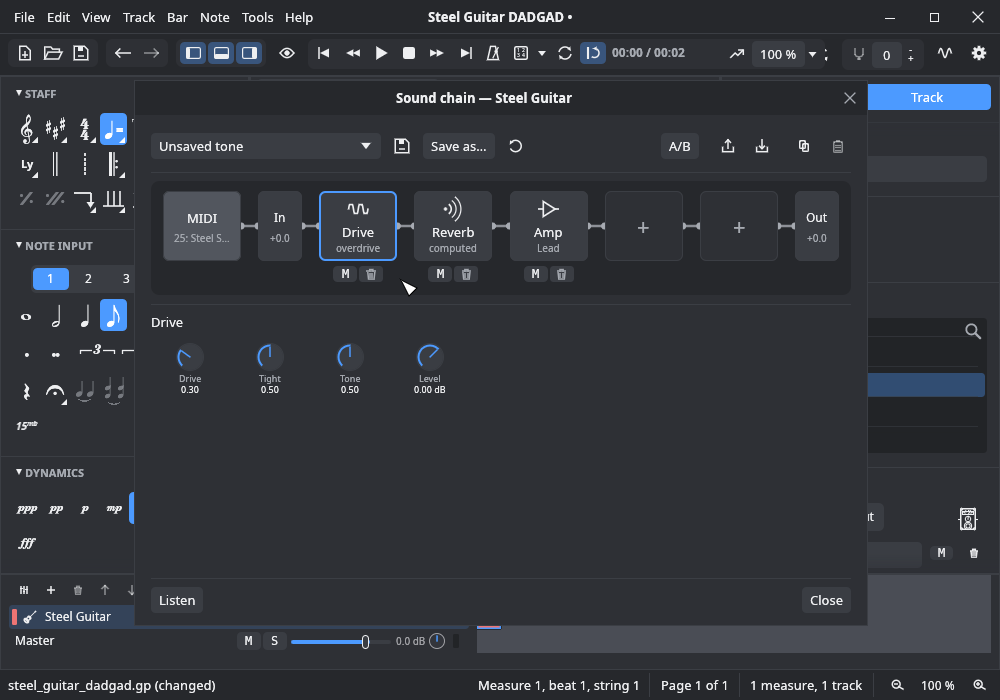 File Edit View Track Bar Note Tools Help
Steel Guitar DADGAD •
00:00 / 00:02
100 %
0
STAFF
Sound chain — Steel Guitar
Track
Unsaved tone
Save as...
A/B
Ly
MIDI
25: Steel S...
In
+0.0
Drive
overdrive
Reverb
computed
Amp
Lead
+
+
Out
+0.0
M
M
M
NOTE INPUT
1 2 3
Drive
Drive
0.30
Tight
0.50
Tone
0.50
Level
0.00 dB
3
15mb
DYNAMICS
ppp pp p mp
fff
M
Listen
Close
Steel Guitar
Master
M S
0.0 dB
steel_guitar_dadgad.gp (changed)
Measure 1, beat 1, string 1
Page 1 of 1
1 measure, 1 track
100 %